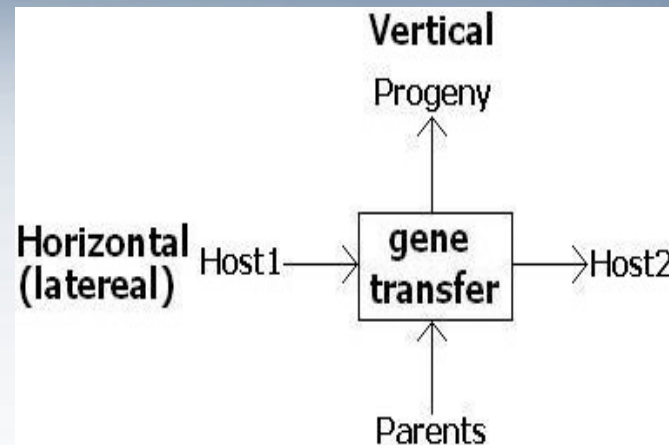 Vertical
Progeny
Horizontal
(latereal)
Host1
gene
transfer
Host2
Parents